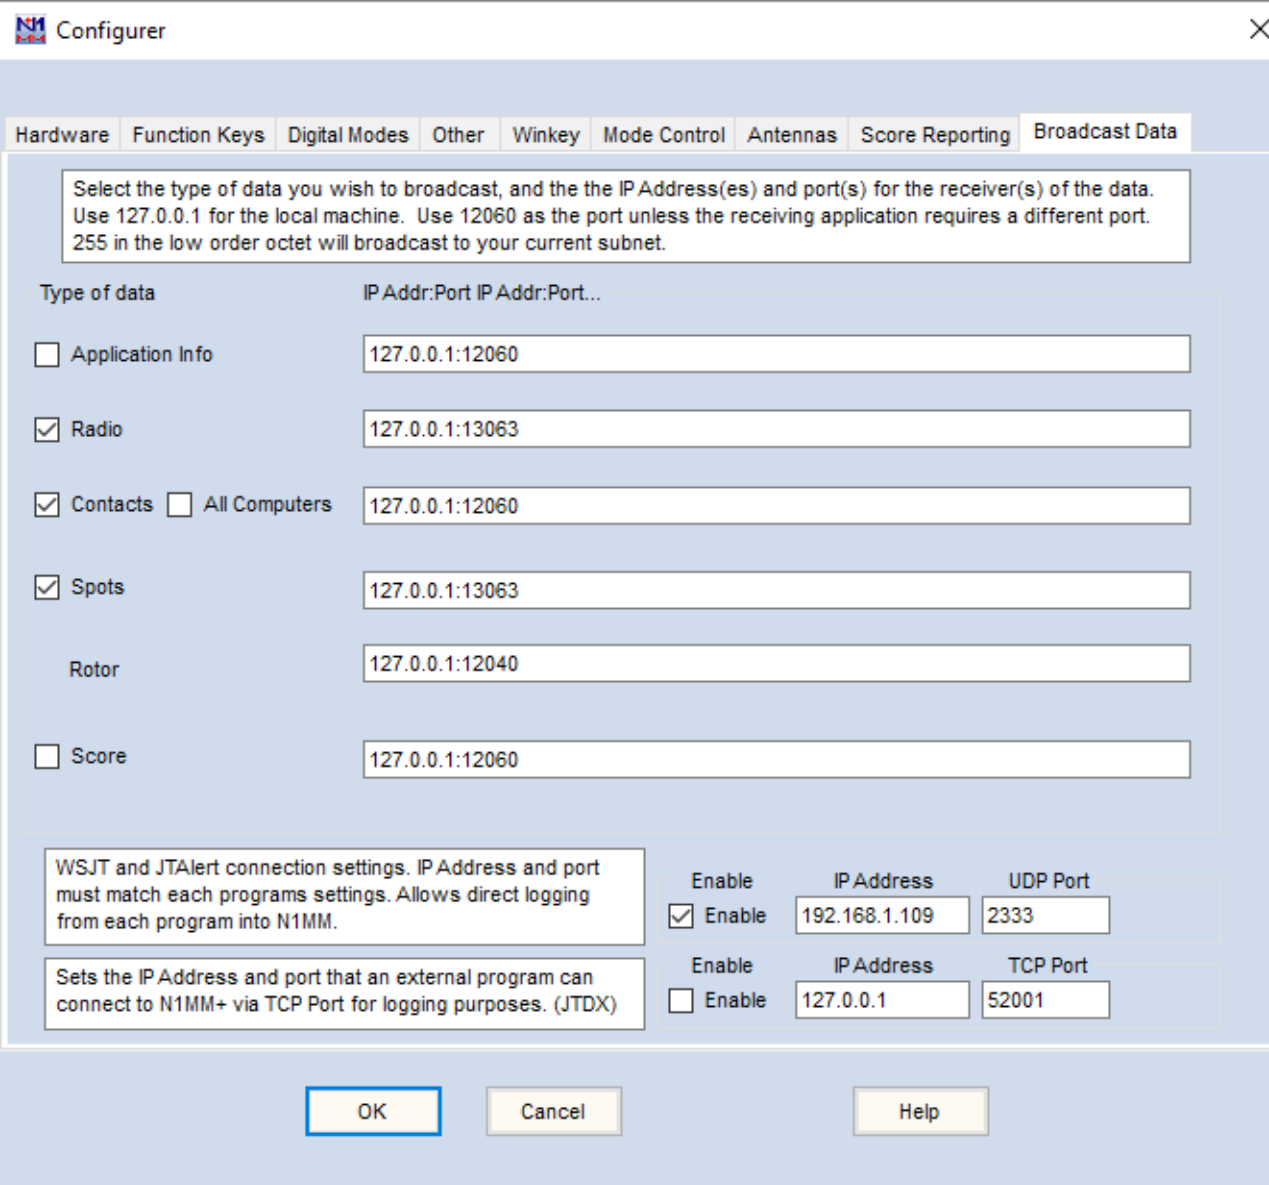 N1
MM
Configurer
Hardware Function Keys Digital Modes Other Winkey Mode Control Antennas Score Reporting Broadcast Data
Select the type of data you wish to broadcast, and the the IP Address(es) and port(s) for the receiver(s) of the data.
Use 127.0.0.1 for the local machine. Use 12060 as the port unless the receiving application requires a different port.
255 in the low order octet will broadcast to your current subnet.
Type of data IP Addr:Port IP Addr:Port...
Application Info 127.0.0.1:12060
Radio 127.0.0.1:13063
Contacts All Computers 127.0.0.1:12060
Spots 127.0.0.1:13063
Rotor 127.0.0.1:12040
Score 127.0.0.1:12060
WSJT and JTAlert connection settings. IP Address and port
must match each programs settings. Allows direct logging
from each program into N1MM.
Enable IP Address UDP Port
Enable 192.168.1.109 2333
Sets the IP Address and port that an external program can
connect to N1MM+ via TCP Port for logging purposes. (JTDX)
Enable IP Address TCP Port
Enable 127.0.0.1 52001
OK Cancel Help